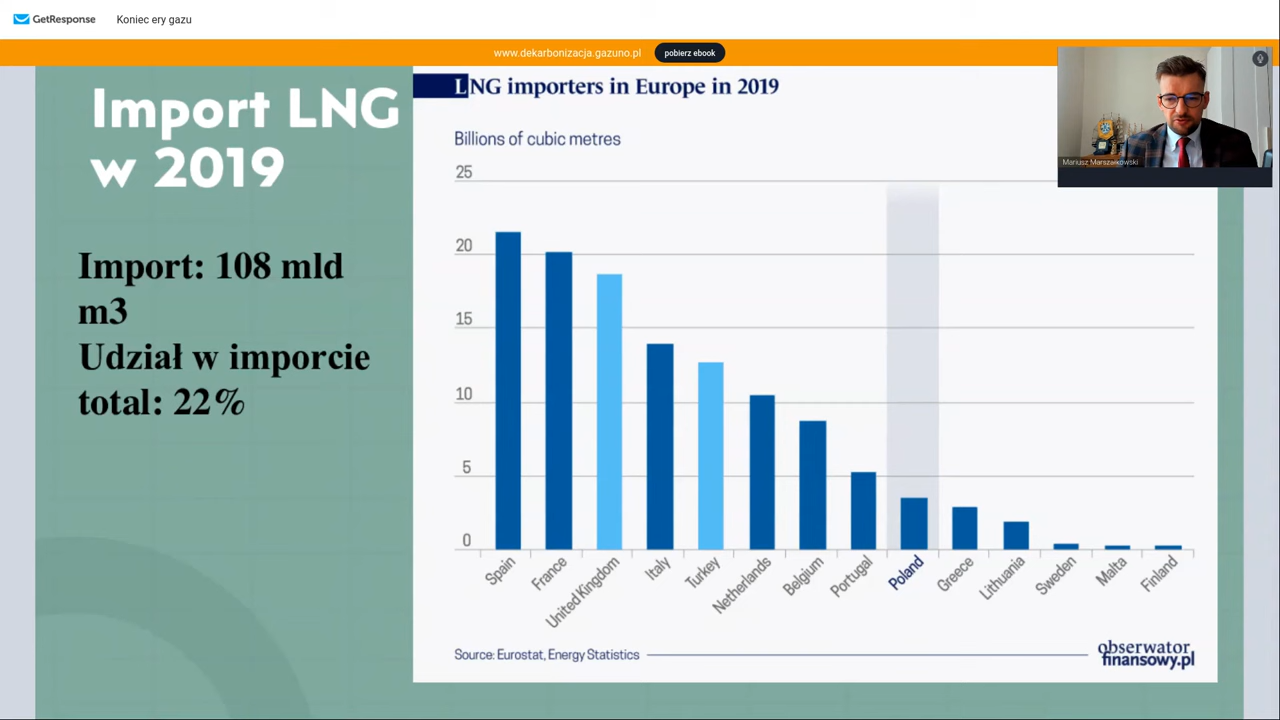 GetResponse Koniec ery gazu
www.dekarbonizacja.gazuno.pl pobierz ebook
Import LNG
w 2019
Import: 108 mld
m3
Udział w imporcie
total: 22%
LNG importers in Europe in 2019
Billions of cubic metres
25
20
15
10
5
0
Spain
France
United Kingdom
Italy
Turkey
Netherlands
Belgium
Portugal
Poland
Greece
Lithuania
Sweden
Malta
Finland
Source: Eurostat, Energy Statistics
obserwator
finansowy.pl
Mariusz Marszałkowski